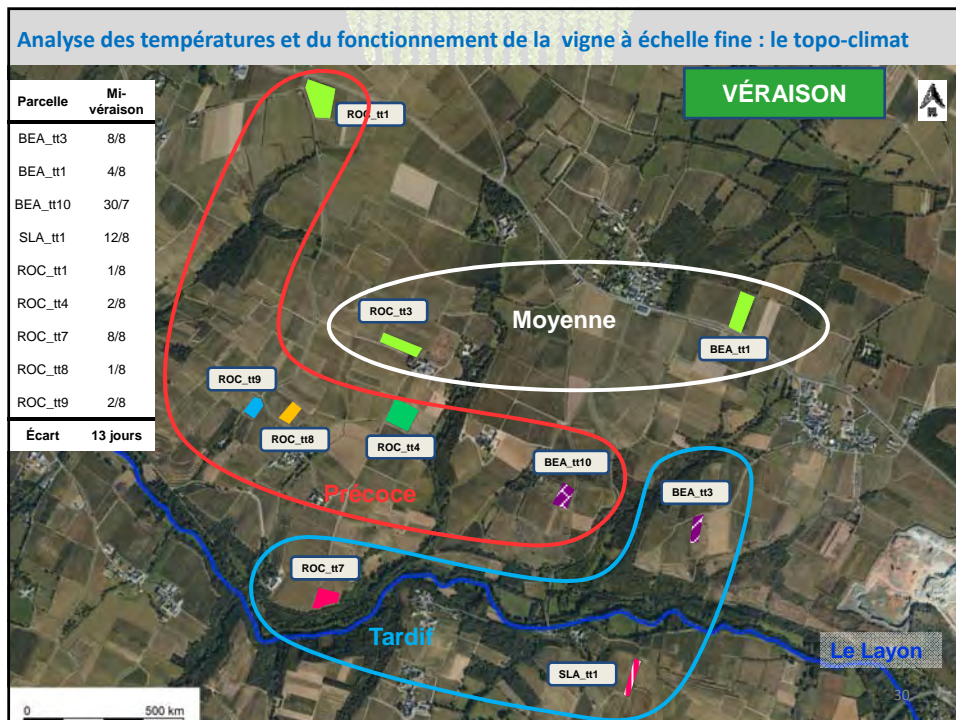 Analyse des températures et du fonctionnement de la vigne à échelle fine : le topo-climat
VÉRAISON
N
Parcelle Mi-véraison
BEA_tt3 8/8
BEA_tt1 4/8
BEA_tt10 30/7
SLA_tt1 12/8
ROC_tt1 1/8
ROC_tt4 2/8
ROC_tt7 8/8
ROC_tt8 1/8
ROC_tt9 2/8
Écart 13 jours
ROC_tt1
ROC_tt3
Moyenne
BEA_tt1
ROC_tt9
ROC_tt8
ROC_tt4
BEA_tt10
Précoce
BEA_tt3
ROC_tt7
Tardif
Le Layon
SLA_tt1
30
0 500 km